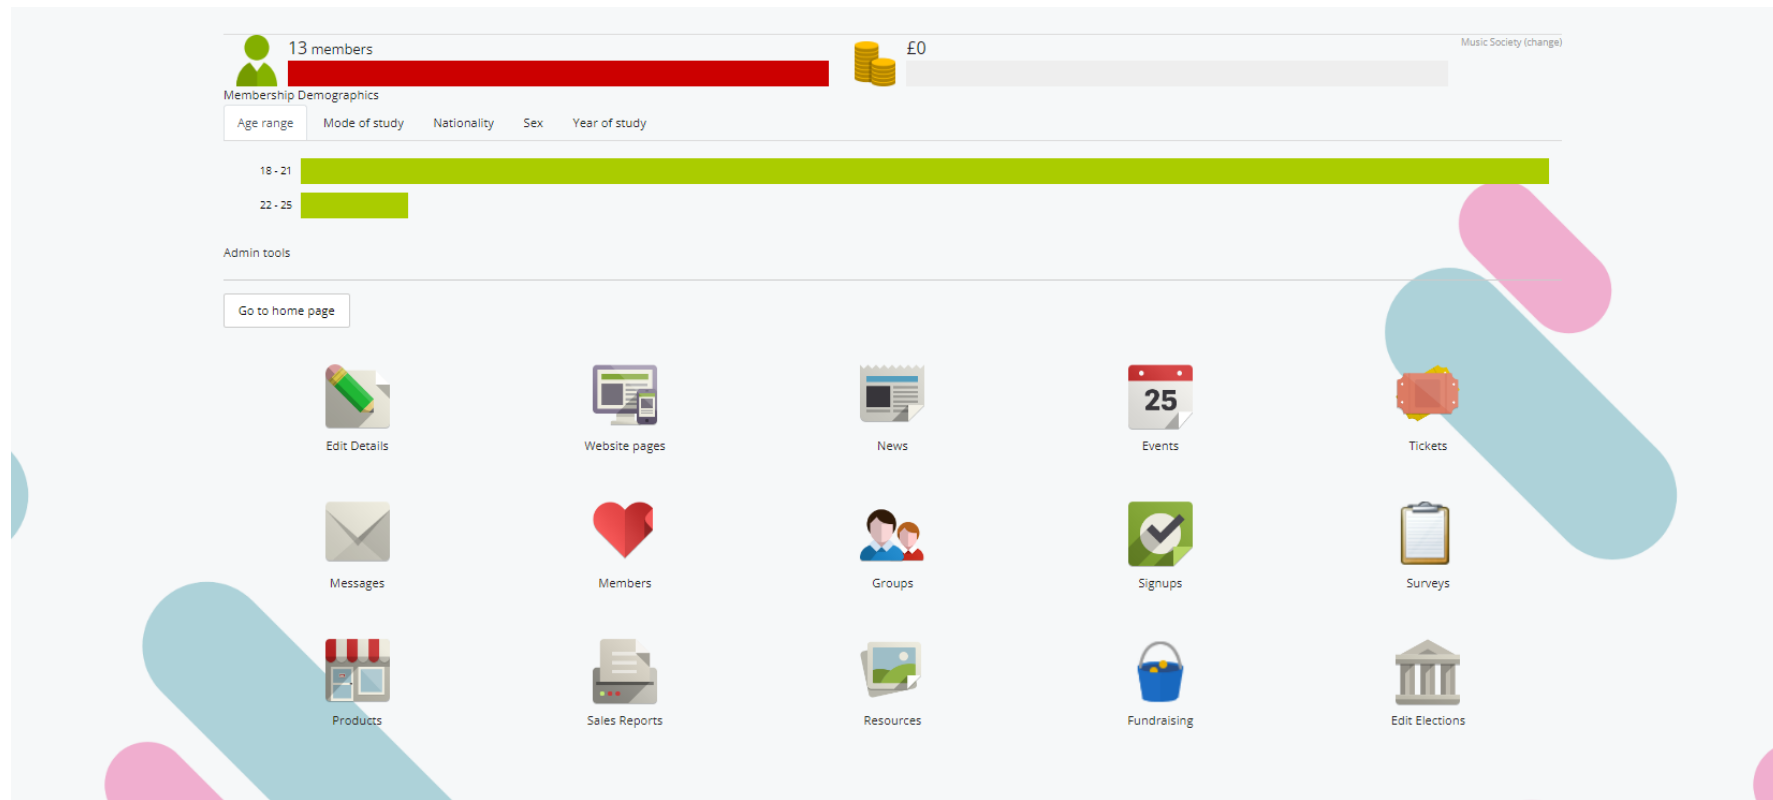 13 members
£0
Music Society (change)
Membership Demographics
Age range Mode of study Nationality Sex Year of study
18 - 21
22 - 25
Admin tools
Go to home page
25
Edit Details Website pages News Events Tickets
Messages Members Groups Signups Surveys
Products Sales Reports Resources Fundraising Edit Elections